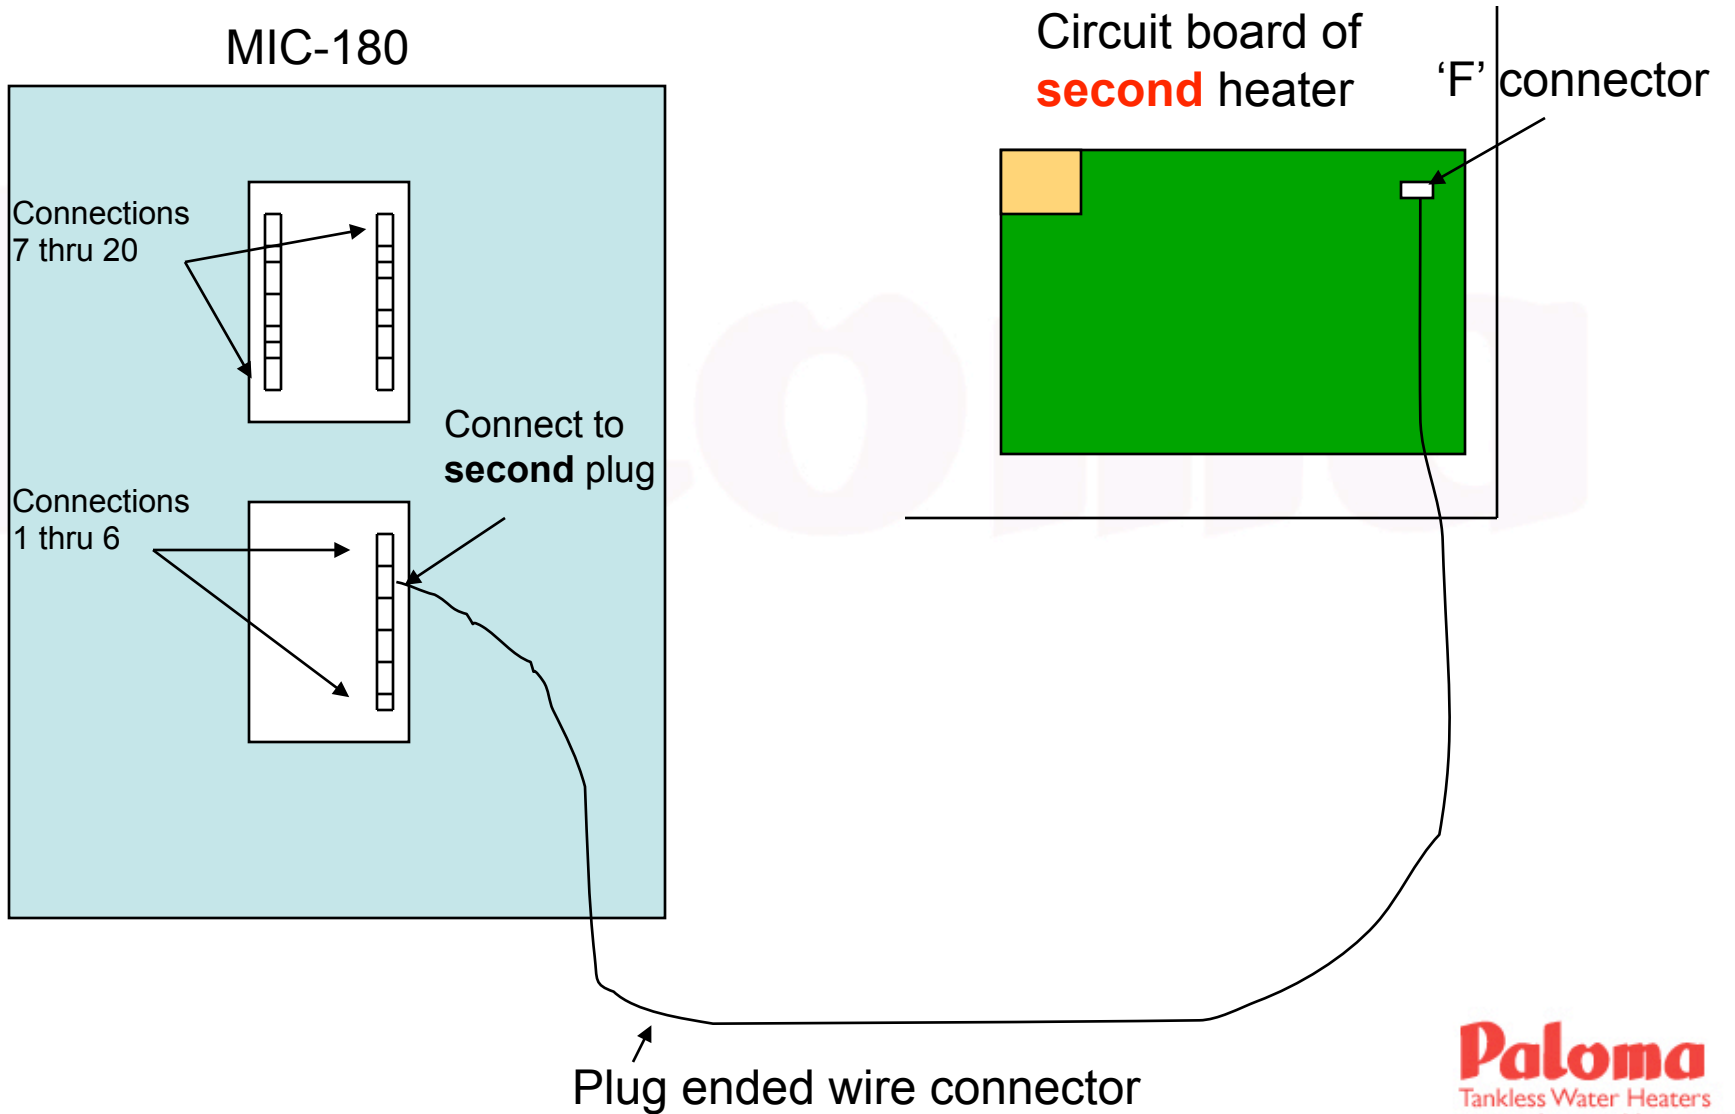 MIC-180
Circuit board of
second heater
‘F’ connector
Connections
7 thru 20
Connect to
second plug
Connections
1 thru 6
Plug ended wire connector
Paloma
Tankless Water Heaters